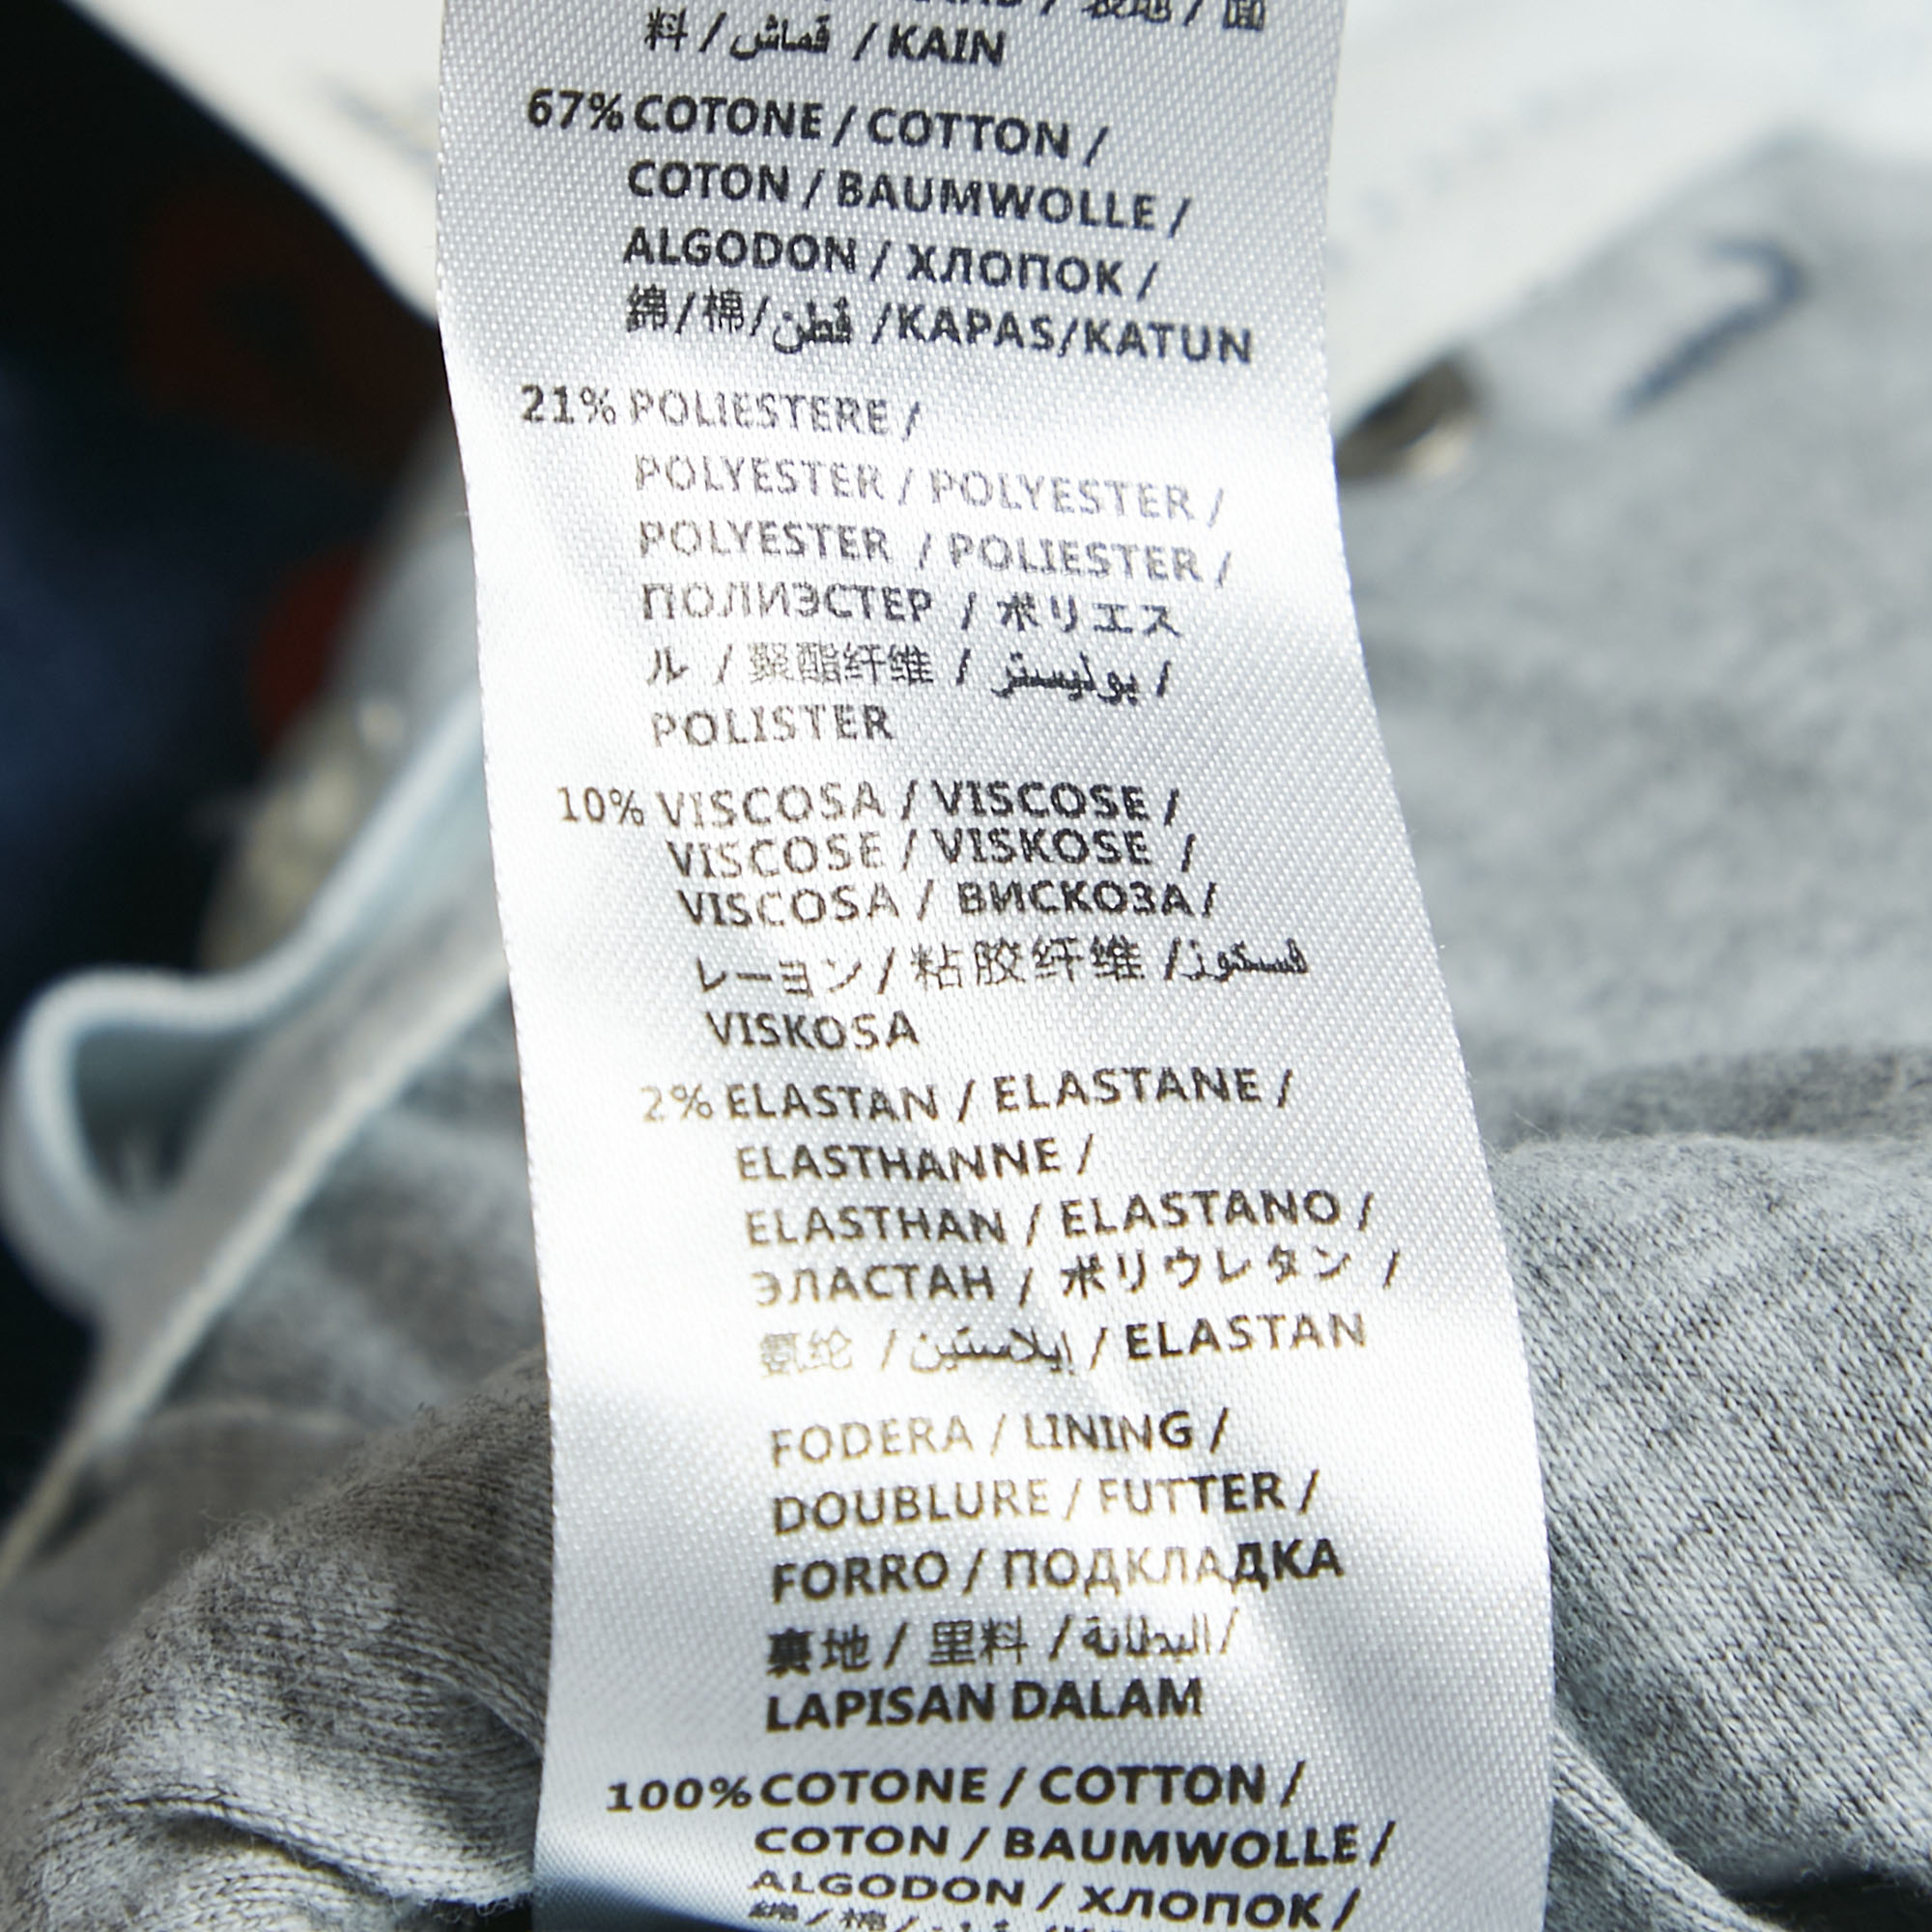 料 / قماش / KAIN
67% COTONE / COTTON /
COTON / BAUMWOLLE /
ALGODON / ХЛОПОК /
綿/棉/قطن /KAPAS/KATUN
21% POLIESTERE /
POLYESTER / POLYESTER /
POLYESTER / POLIESTER /
ПОЛИЭСТЕР / ポリエス
ル / 聚酯纤维 / بوليستر /
POLISTER
10% VISCOSA / VISCOSE /
VISCOSE / VISKOSE /
VISCOSA / ВИСКОЗА/
レーヨン/ 粘胶纤维 /فسكوز
VISKOSA
2% ELASTAN / ELASTANE /
ELASTHANNE /
ELASTHAN / ELASTANO /
ЭЛАСТАН / ポリウレタン /
氨纶 / إيلاستين / ELASTAN
FODERA / LINING /
DOUBLURE / FUTTER /
FORRO / ПОДКЛАДКА
裏地 / 里料 / البطانة/
LAPISAN DALAM
100% COTONE / COTTON /
COTON / BAUMWOLLE /
ALGODON / ХЛОПОК /